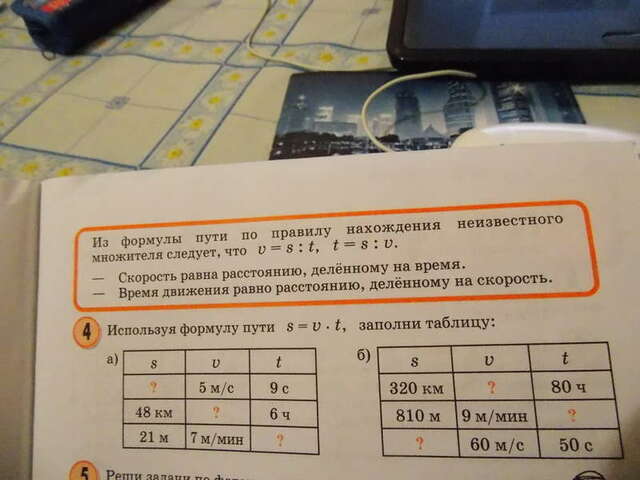 Из формулы пути по правилу нахождения неизвестного
множителя следует, что v = s : t, t = s : v.
— Скорость равна расстоянию, делённому на время.
— Время движения равно расстоянию, делённому на скорость.
4 Используя формулу пути s = v · t, заполни таблицу:
а)
s v t
? 5 м/с 9 с
48 км ? 6 ч
21 м 7 м/мин ?
б)
s v t
320 км ? 80 ч
810 м 9 м/мин ?
? 60 м/с 50 с
5 Реши задачи по